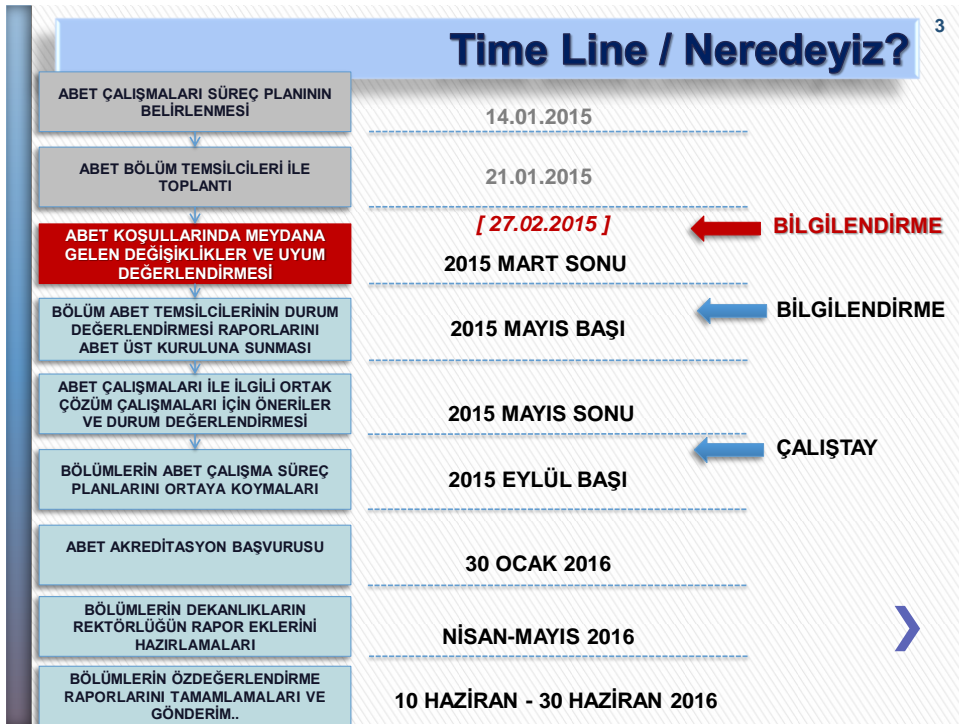 3
Time Line / Neredeyiz?
ABET ÇALIŞMALARI SÜREÇ PLANININ
BELİRLENMESİ
14.01.2015
ABET BÖLÜM TEMSİLCİLERİ İLE
TOPLANTI
21.01.2015
ABET KOŞULLARINDA MEYDANA
GELEN DEĞİŞİKLİKLER VE UYUM
DEĞERLENDİRMESİ
[ 27.02.2015 ]
2015 MART SONU
BİLGİLENDİRME
BÖLÜM ABET TEMSİLCİLERİNİN DURUM
DEĞERLENDİRMESİ RAPORLARINI
ABET ÜST KURULUNA SUNMASI
2015 MAYIS BAŞI
BİLGİLENDİRME
ABET ÇALIŞMALARI İLE İLGİLİ ORTAK
ÇÖZÜM ÇALIŞMALARI İÇİN ÖNERİLER
VE DURUM DEĞERLENDİRMESİ
2015 MAYIS SONU
ÇALIŞTAY
BÖLÜMLERİN ABET ÇALIŞMA SÜREÇ
PLANLARINI ORTAYA KOYMALARI
2015 EYLÜL BAŞI
ABET AKREDİTASYON BAŞVURUSU
30 OCAK 2016
BÖLÜMLERİN DEKANLIKLARIN
REKTÖRLÜĞÜN RAPOR EKLERİNİ
HAZIRLAMALARI
NİSAN-MAYIS 2016
BÖLÜMLERİN ÖZDEĞERLENDİRME
RAPORLARINI TAMAMLAMALARI VE
GÖNDERİM..
10 HAZİRAN - 30 HAZİRAN 2016